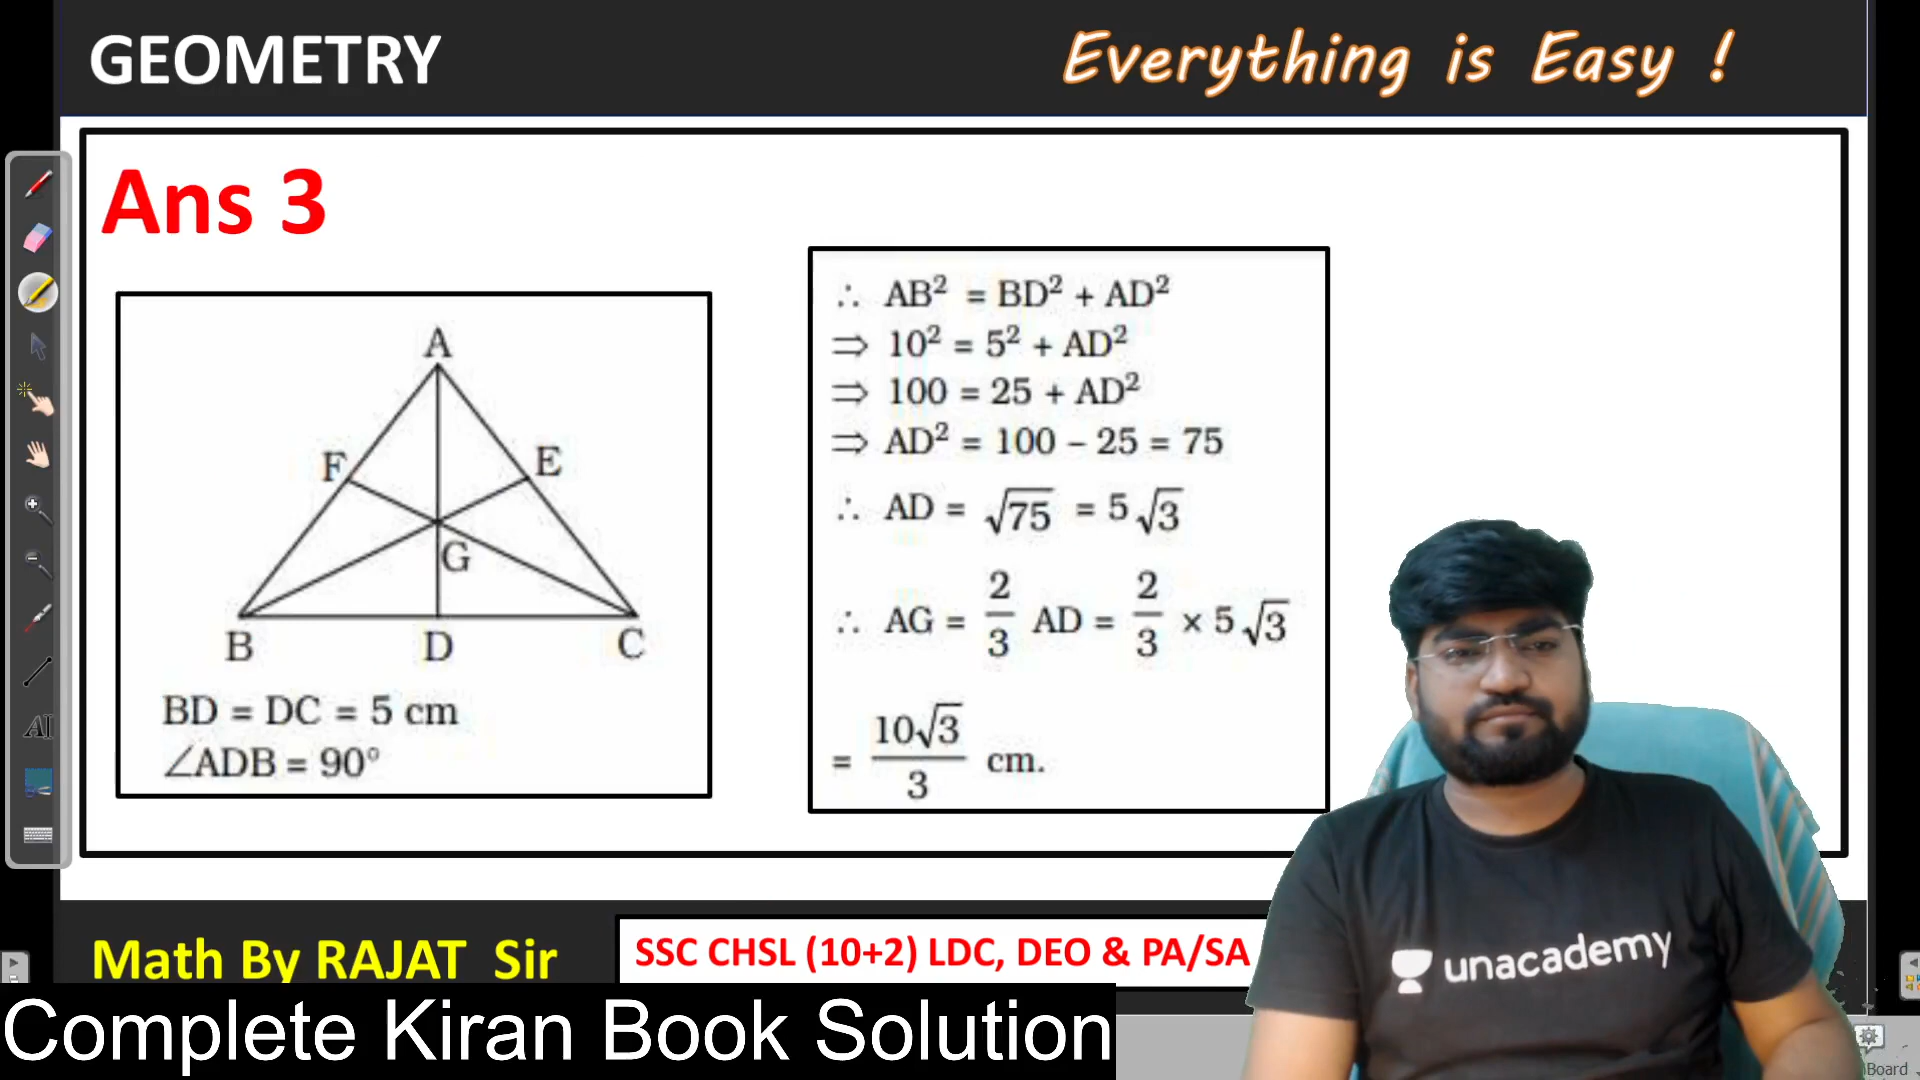 GEOMETRY
Everything is Easy !
Ans 3
A
F
E
G
B
D
C
BD = DC = 5 cm
∠ADB = 90°
∴ AB² = BD² + AD²
⇒ 10² = 5² + AD²
⇒ 100 = 25 + AD²
⇒ AD² = 100 – 25 = 75
∴ AD = √75 = 5√3
∴ AG = 2/3 AD = 2/3 × 5√3
= 10√3/3 cm.
unacademy
Math By RAJAT Sir
SSC CHSL (10+2) LDC, DEO & PA/SA
Complete Kiran Book Solution
AI
Board